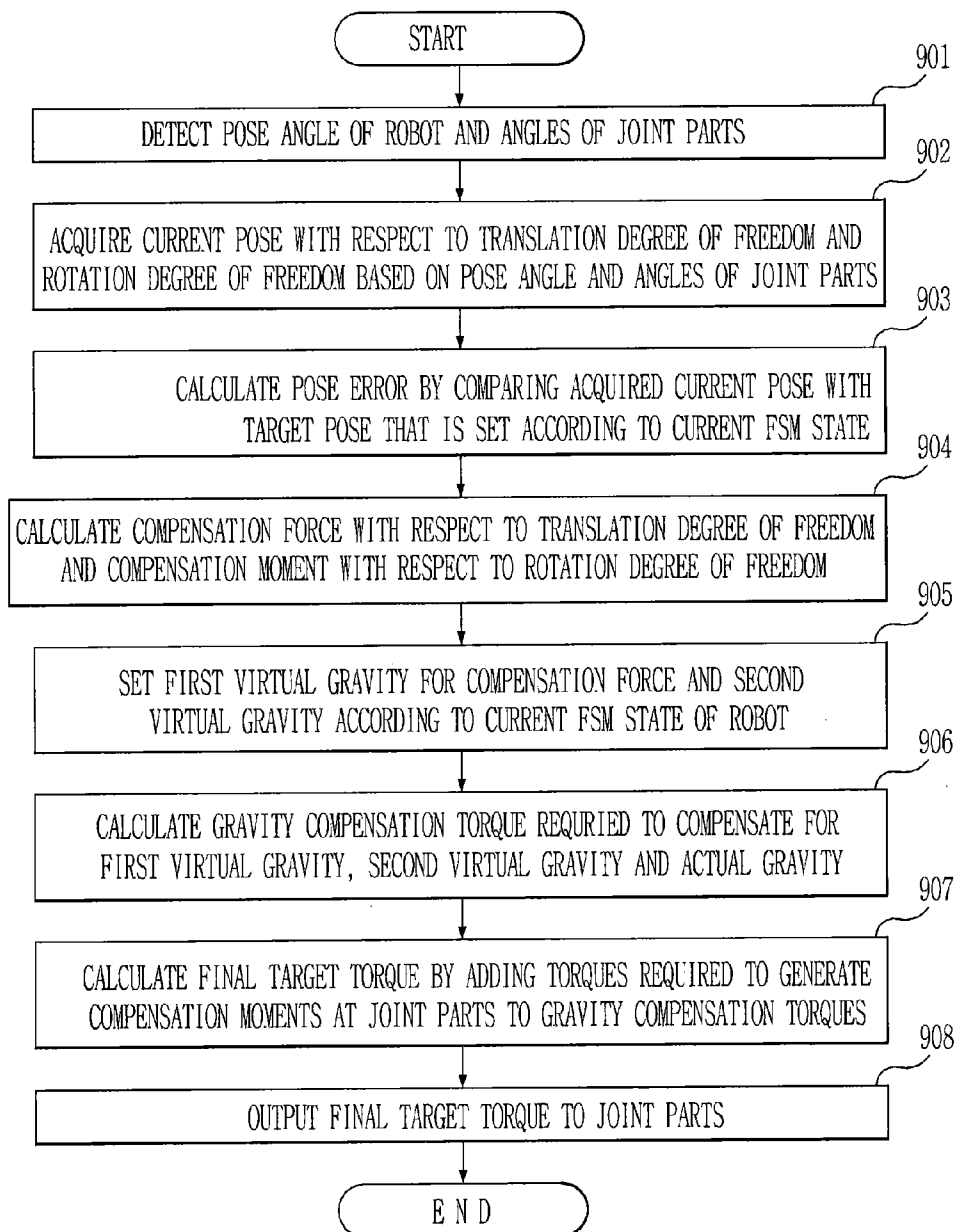 START
901
DETECT POSE ANGLE OF ROBOT AND ANGLES OF JOINT PARTS
902
ACQUIRE CURRENT POSE WITH RESPECT TO TRANSLATION DEGREE OF FREEDOM AND
ROTATION DEGREE OF FREEDOM BASED ON POSE ANGLE AND ANGLES OF JOINT PARTS
903
CALCULATE POSE ERROR BY COMPARING ACQUIRED CURRENT POSE WITH
TARGET POSE THAT IS SET ACCORDING TO CURRENT FSM STATE
904
CALCULATE COMPENSATION FORCE WITH RESPECT TO TRANSLATION DEGREE OF FREEDOM
AND COMPENSATION MOMENT WITH RESPECT TO ROTATION DEGREE OF FREEDOM
905
SET FIRST VIRTUAL GRAVITY FOR COMPENSATION FORCE AND SECOND
VIRTUAL GRAVITY ACCORDING TO CURRENT FSM STATE OF ROBOT
906
CALCULATE GRAVITY COMPENSATION TORQUE REQURIED TO COMPENSATE FOR
FIRST VIRTUAL GRAVITY, SECOND VIRTUAL GRAVITY AND ACTUAL GRAVITY
907
CALCULATE FINAL TARGET TORQUE BY ADDING TORQUES REQUIRED TO GENERATE
COMPENSATION MOMENTS AT JOINT PARTS TO GRAVITY COMPENSATION TORQUES
908
OUTPUT FINAL TARGET TORQUE TO JOINT PARTS
END